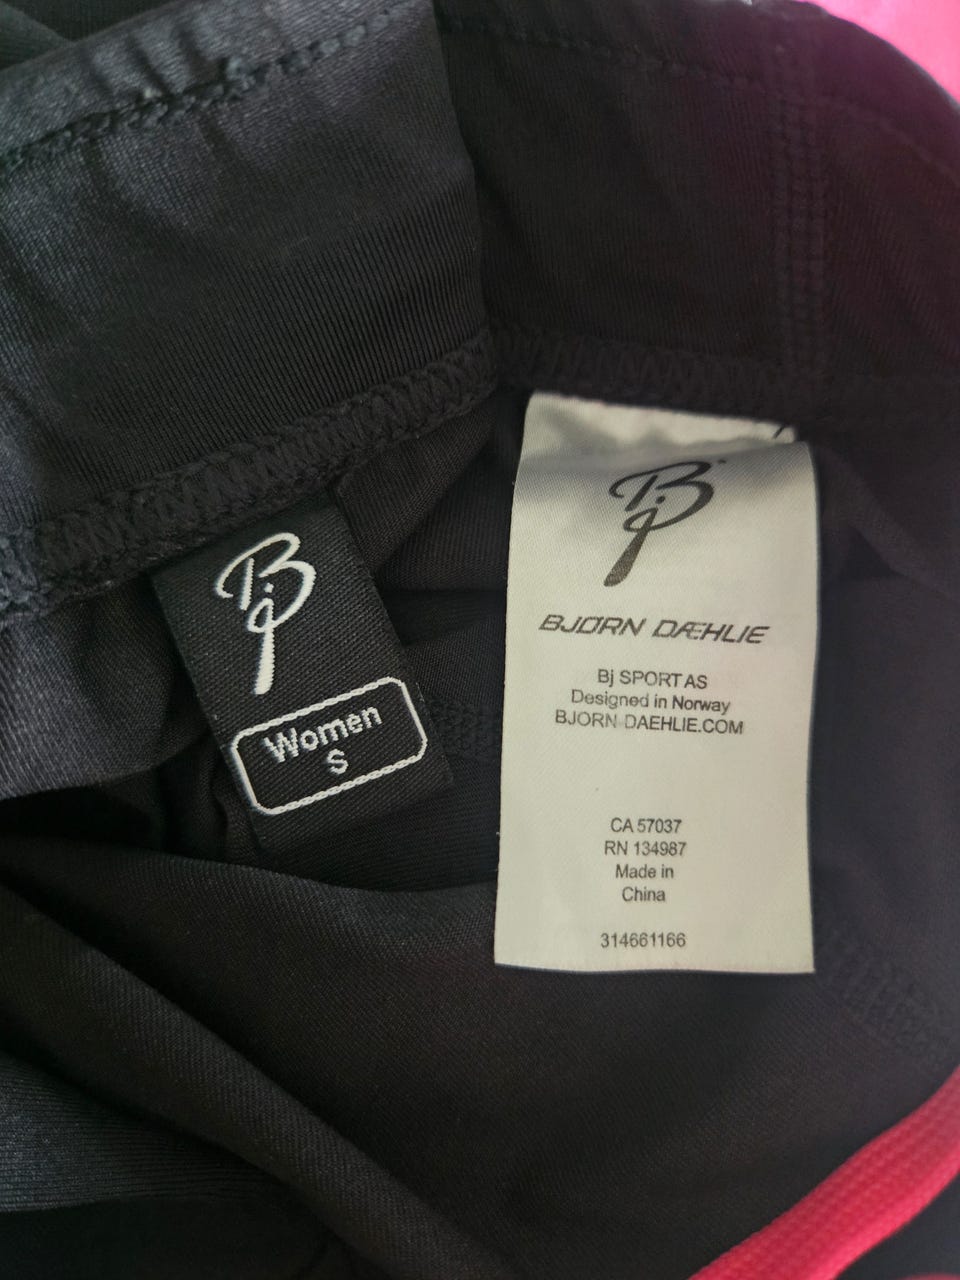 Bj
Women
S
Bj
BJORN DÆHLIE
Bj SPORT AS
Designed in Norway
BJORN DAEHLIE.COM
CA 57037
RN 134987
Made in
China
314661166